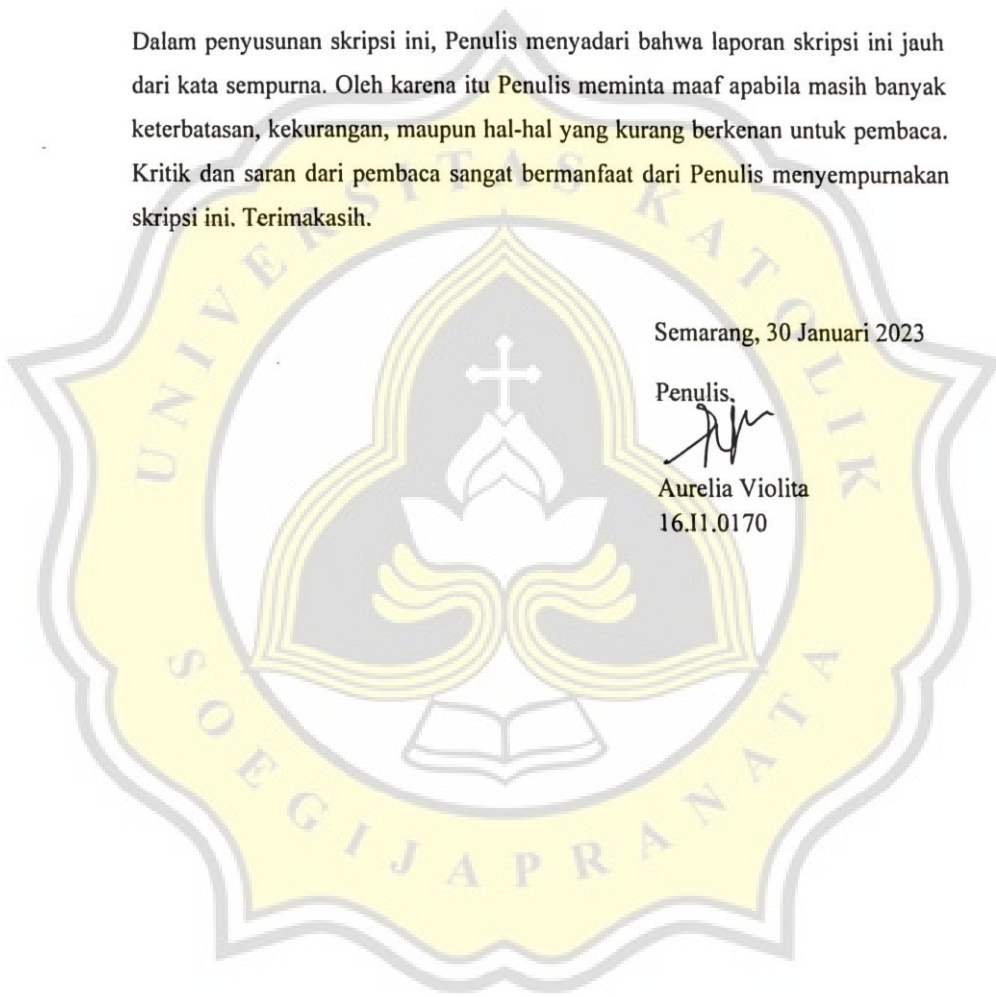 Dalam penyusunan skripsi ini, Penulis menyadari bahwa laporan skripsi ini jauh
dari kata sempurna. Oleh karena itu Penulis meminta maaf apabila masih banyak
keterbatasan, kekurangan, maupun hal-hal yang kurang berkenan untuk pembaca.
Kritik dan saran dari pembaca sangat bermanfaat dari Penulis menyempurnakan
skripsi ini. Terimakasih.
Semarang, 30 Januari 2023
Penulis,
Aurelia Violita
16.I1.0170
UNIVERSITAS KATOLIK
SOEGIJAPRANATA